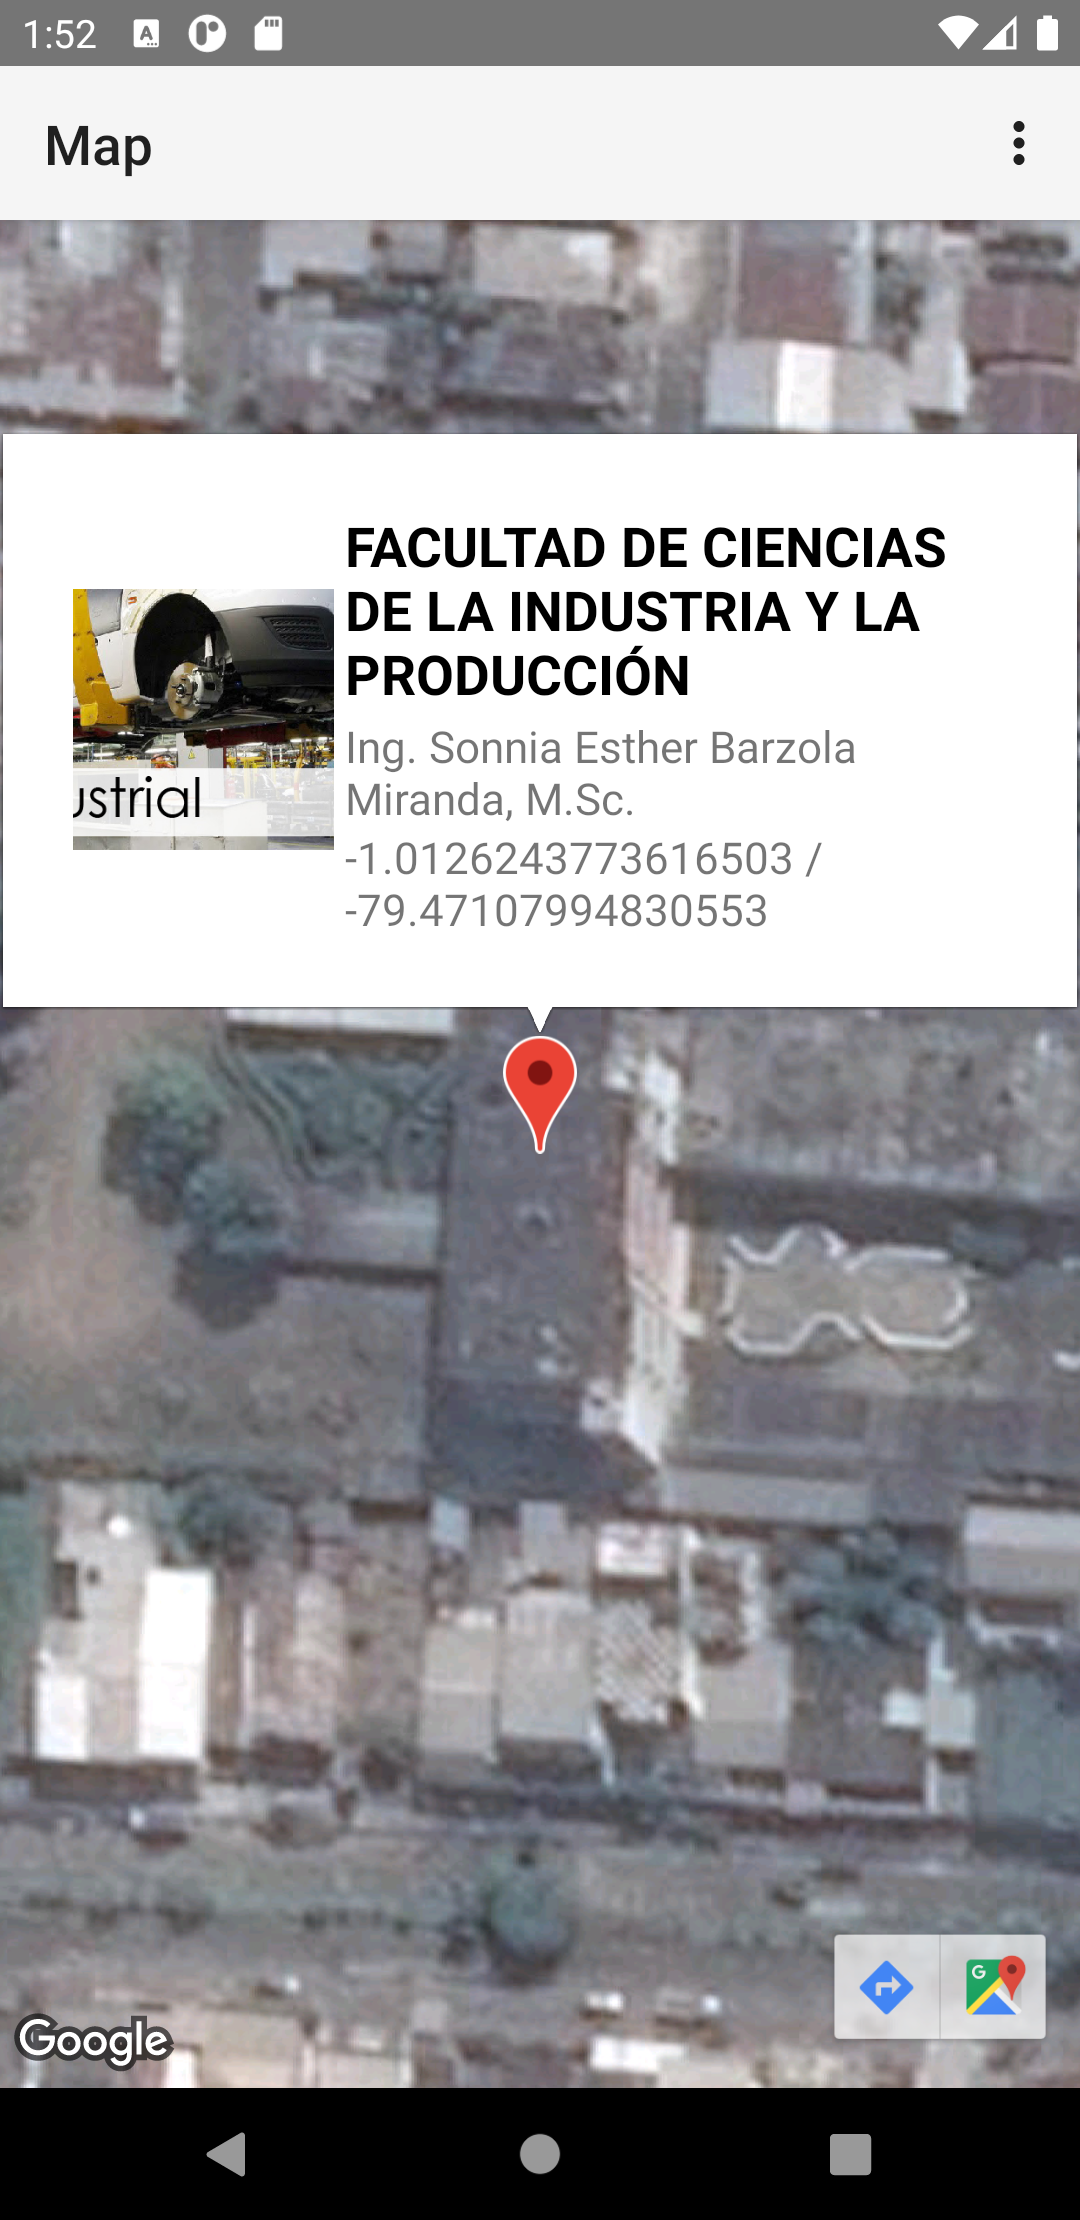 1:52
Map
FACULTAD DE CIENCIAS
DE LA INDUSTRIA Y LA
PRODUCCIÓN
Ing. Sonnia Esther Barzola
Miranda, M.Sc.
-1.0126243773616503 /
-79.47107994830553
ustrial
Google